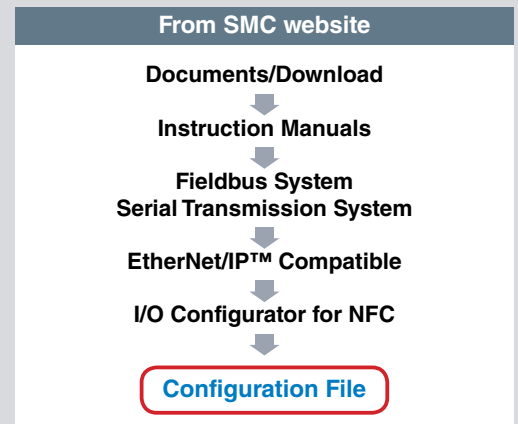 From SMC website
Documents/Download
Instruction Manuals
Fieldbus System
Serial Transmission System
EtherNet/IP™ Compatible
I/O Configurator for NFC
Configuration File